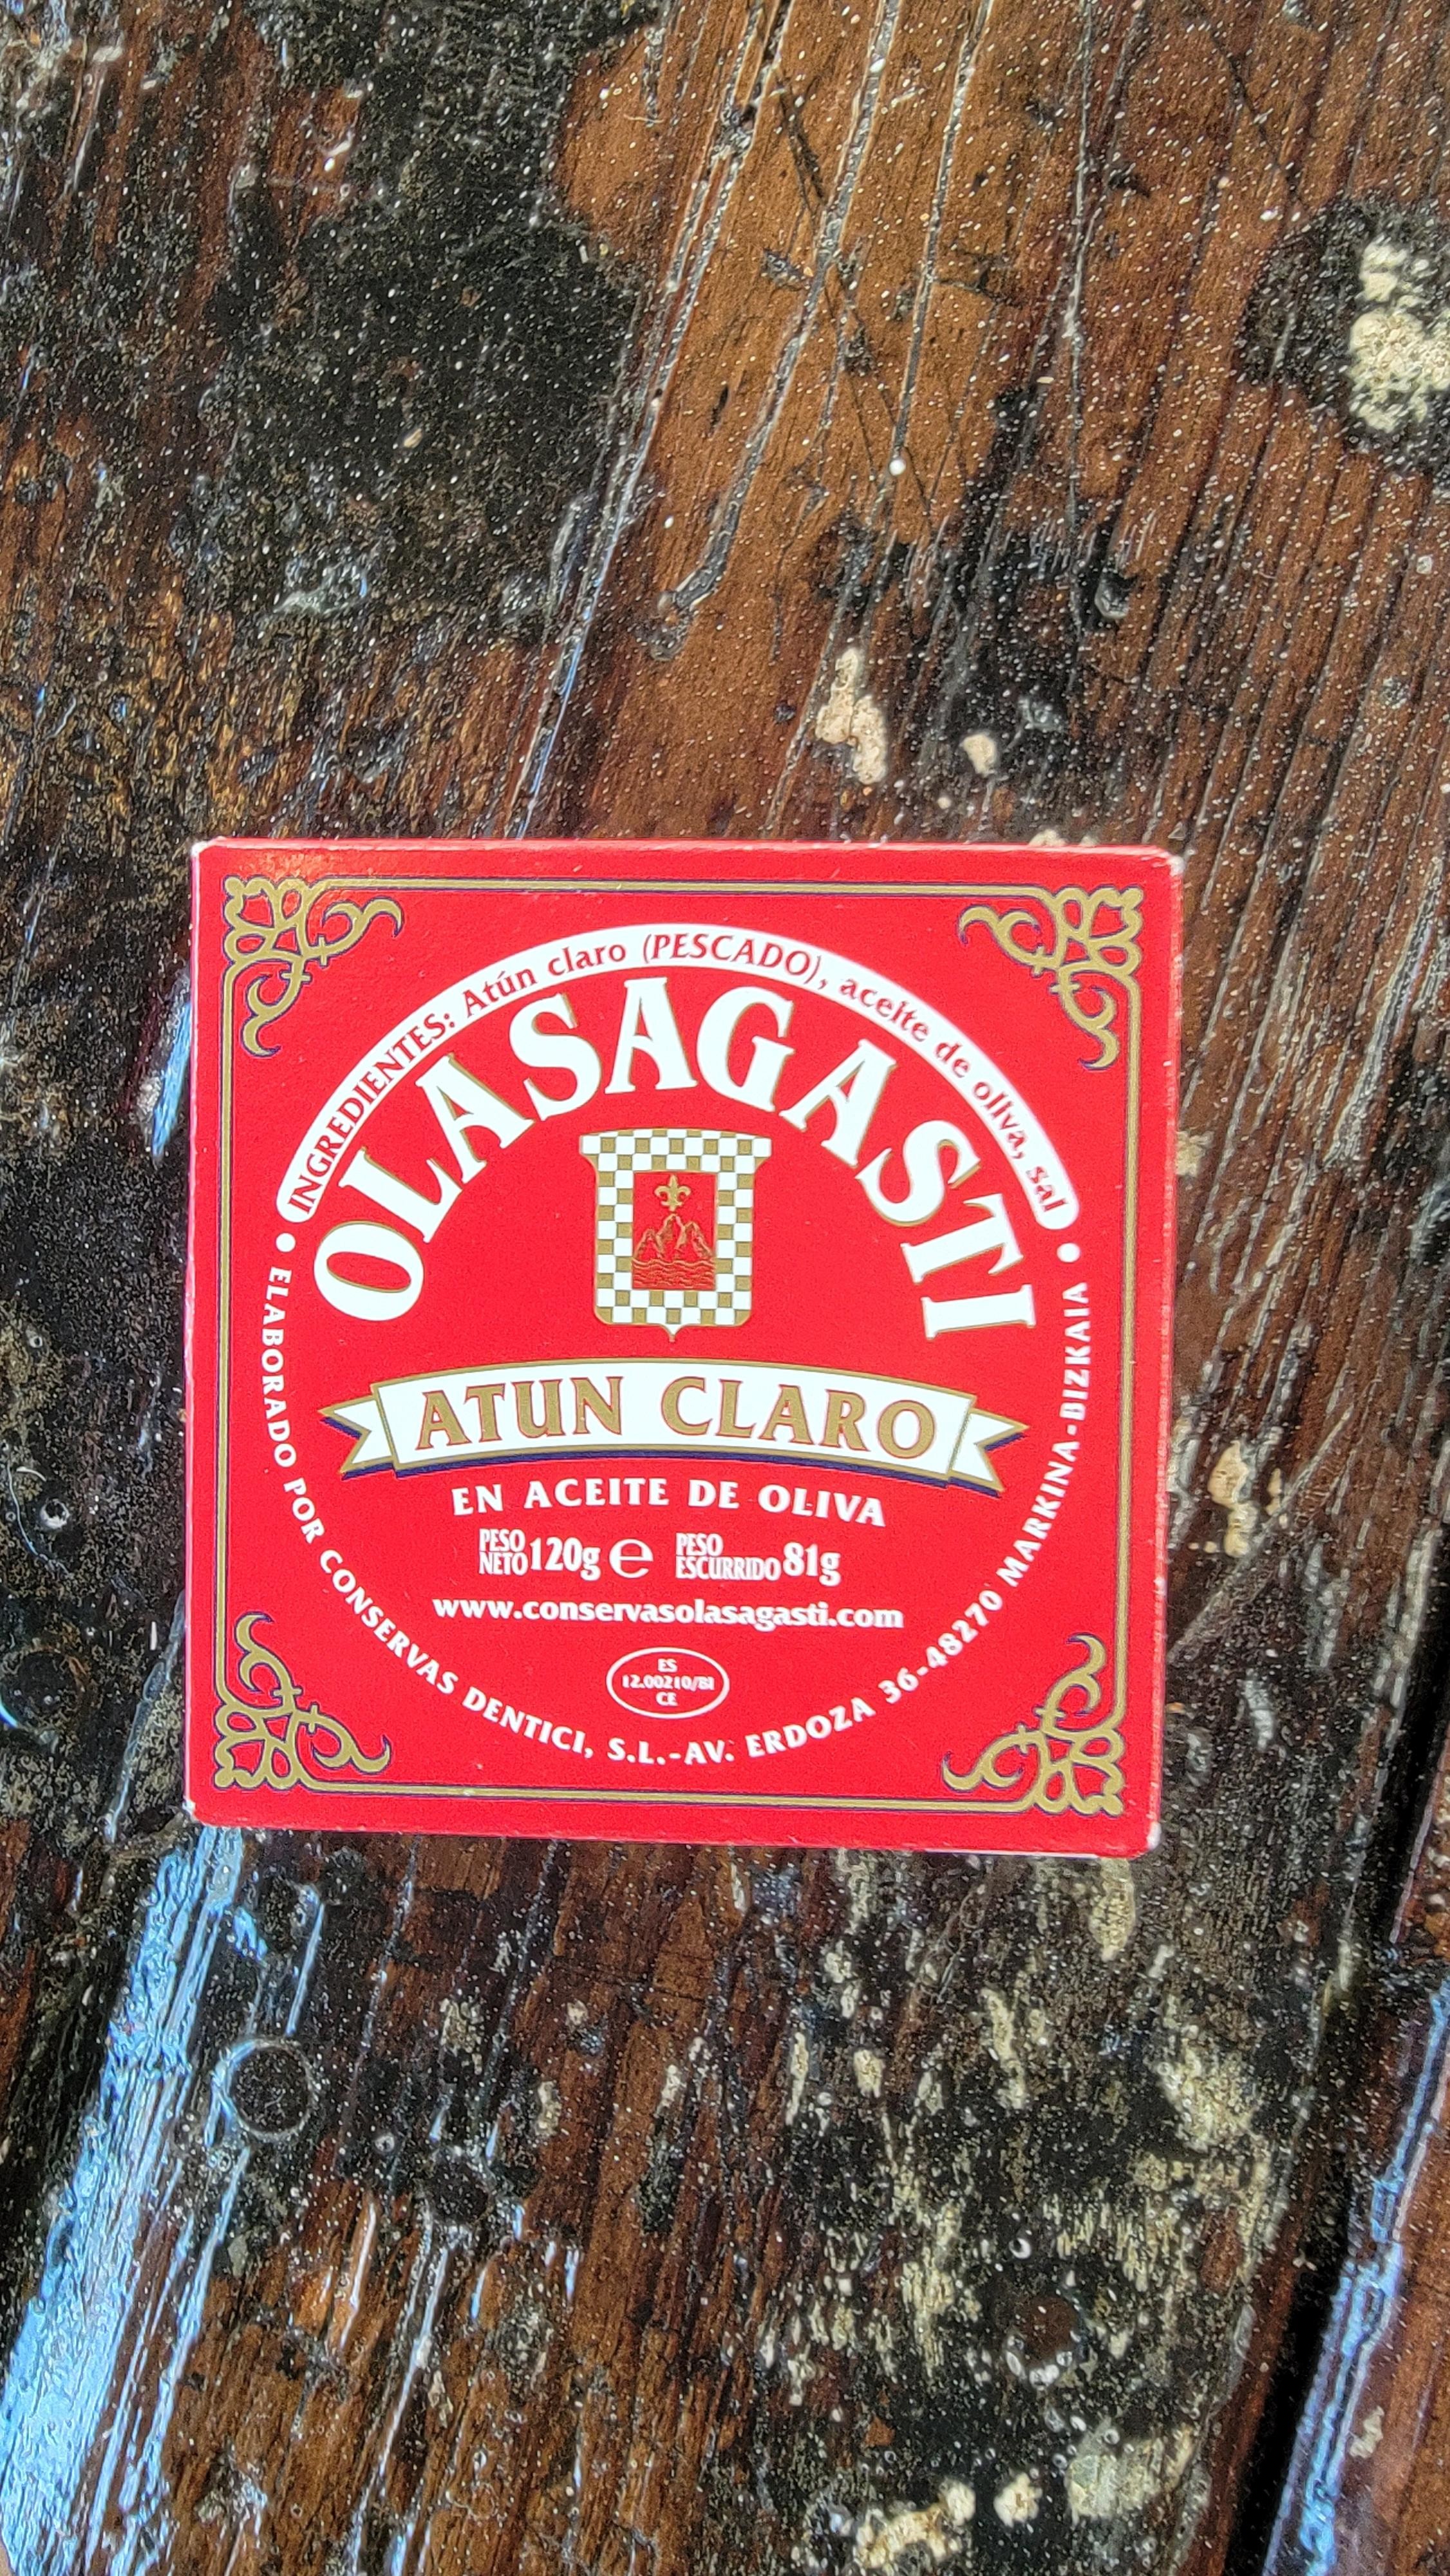 INGREDIENTES: Atún claro (PESCADO), aceite de oliva, sal
OLASAGASTI
ATUN CLARO
EN ACEITE DE OLIVA
PESO NETO 120g e PESO ESCURRIDO 81g
www.conservasolasagasti.com
ES
12.00210/BI
CE
• ELABORADO POR CONSERVAS DENTICI, S.L.-AV. ERDOZA 36-48270 MARKINA-BIZKAIA •